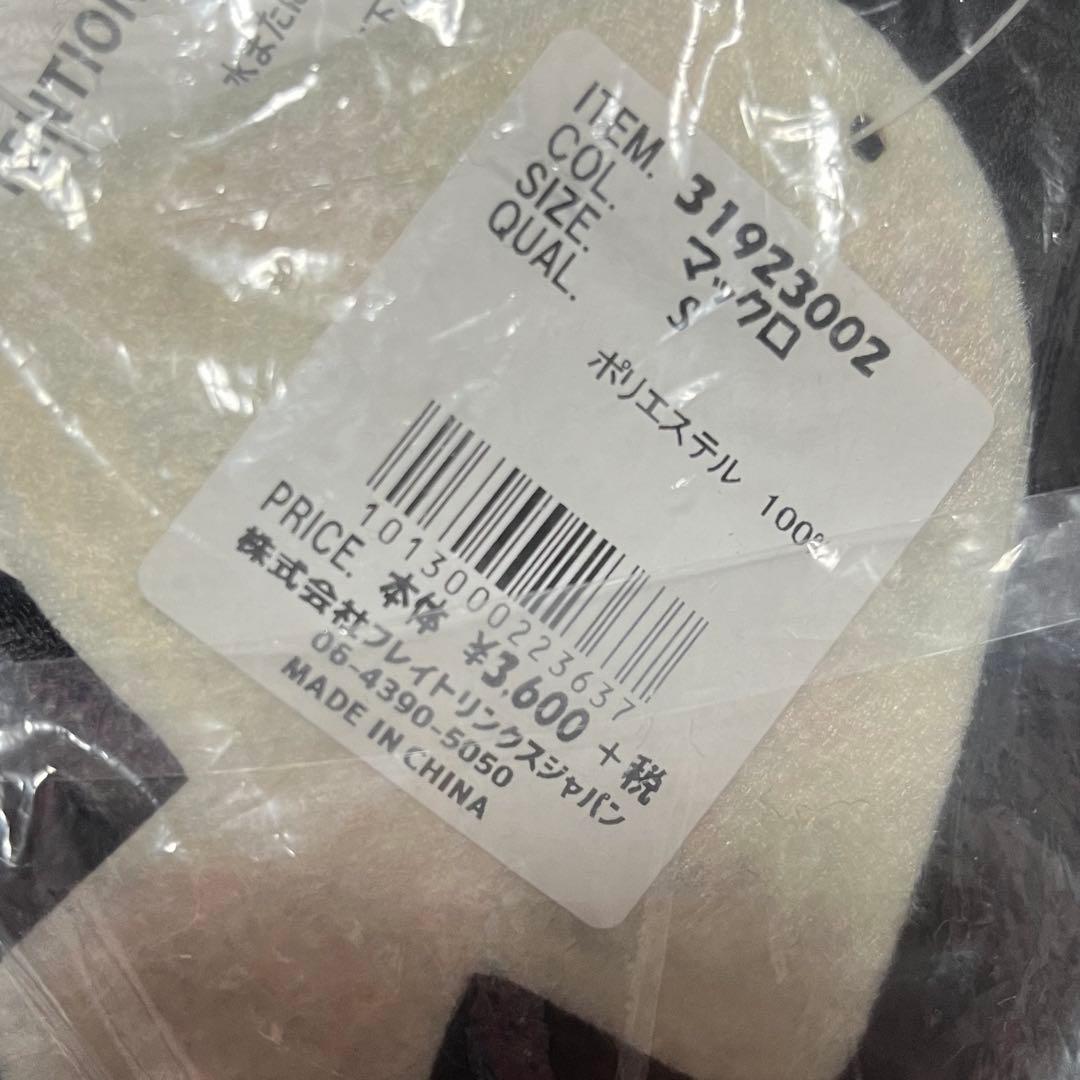 ITEM. 31923002
COL. マックロ
SIZE. S
QUAL.
ポリエステル 100%
1013000223637
PRICE. 本体 ¥3,600 +税
株式会社フレイトリンクスジャパン
06-4390-5050
MADE IN CHINA